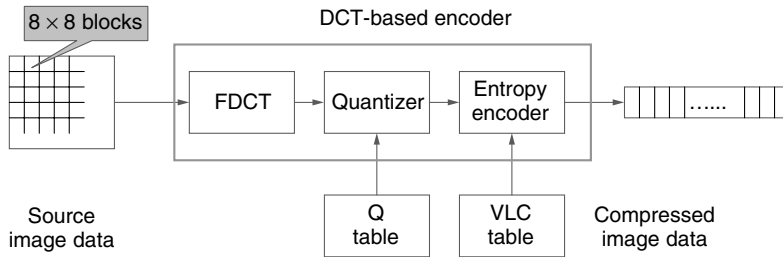 8 × 8 blocks
DCT-based encoder
FDCT
Quantizer
Entropy
encoder
…...
Q
table
VLC
table
Source
image data
Compressed
image data